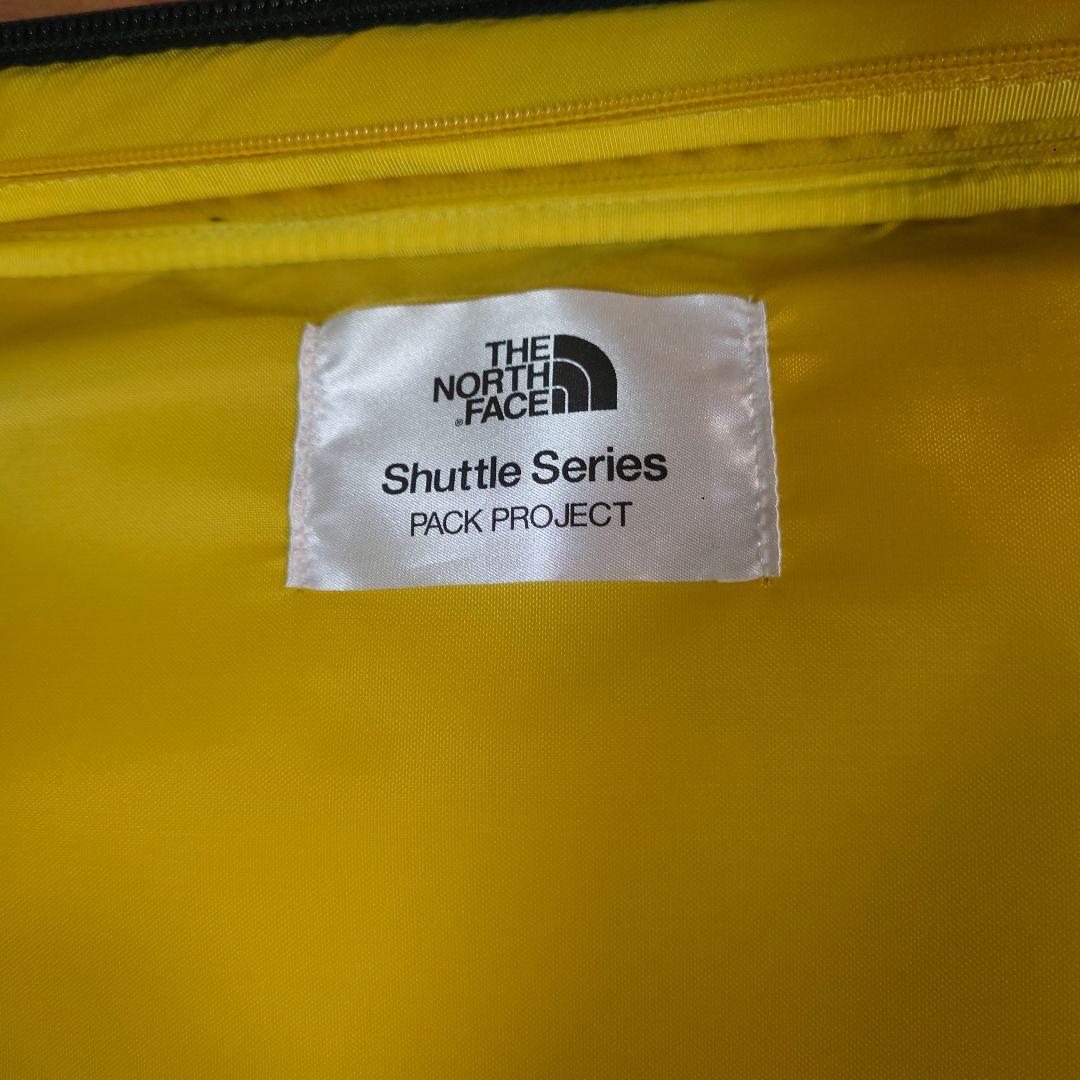 THE
NORTH
® FACE
Shuttle Series
PACK PROJECT